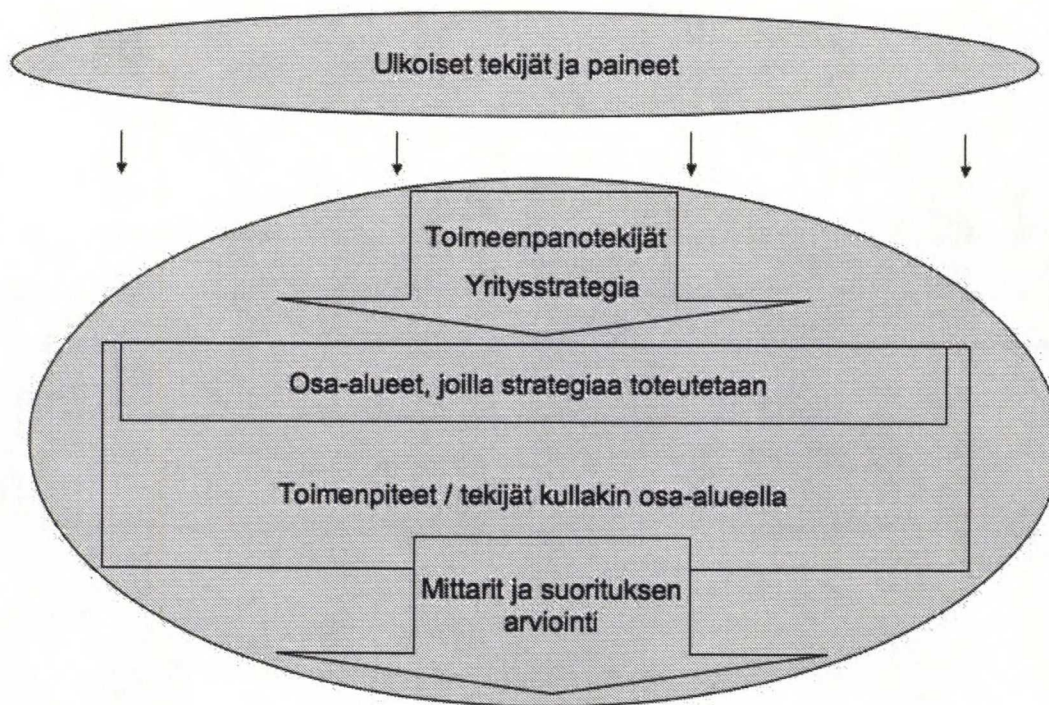 Ulkoiset tekijät ja paineet
Toimeenpanotekijät
Yritysstrategia
Osa-alueet, joilla strategiaa toteutetaan
Toimenpiteet / tekijät kullakin osa-alueella
Mittarit ja suorituksen
arviointi